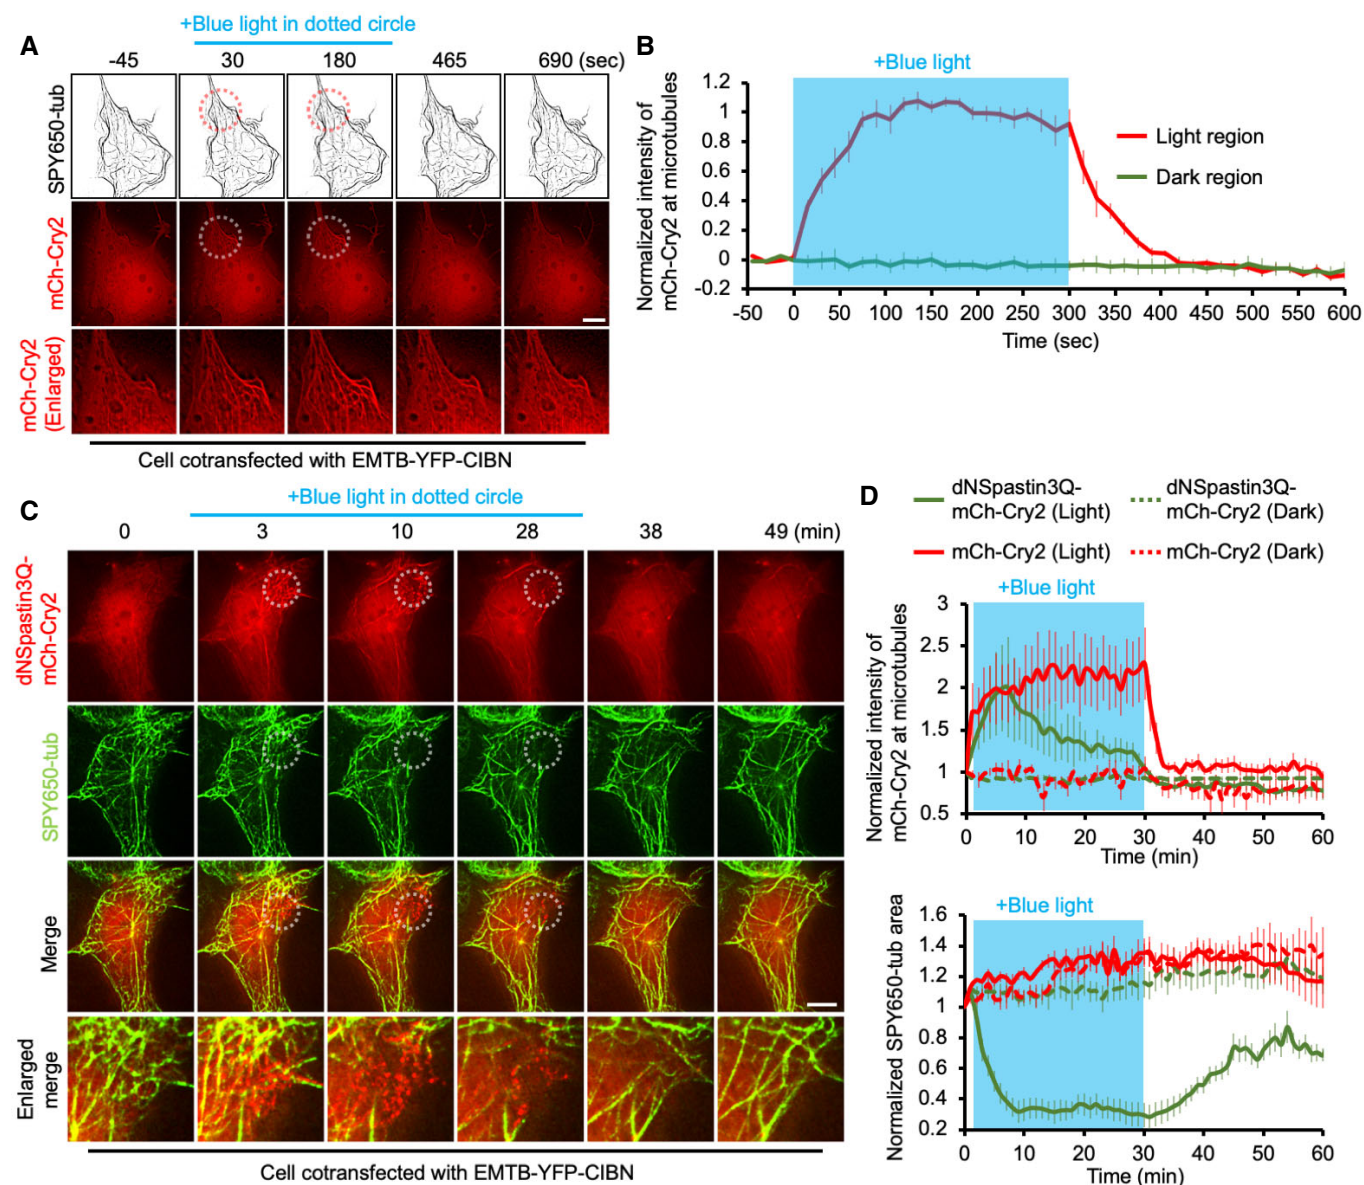 A
+Blue light in dotted circle
-45 30 180 465 690 (sec)
SPY650-tub
mCh-Cry2
mCh-Cry2
(Enlarged)
Cell cotransfected with EMTB-YFP-CIBN
B
+Blue light
Normalized intensity of
mCh-Cry2 at microtubules
1.2
1
0.8
0.6
0.4
0.2
0
-0.2
Light region
Dark region
-50 0 50 100 150 200 250 300 350 400 450 500 550 600
Time (sec)
C
+Blue light in dotted circle
0 3 10 28 38 49 (min)
dNSpastin3Q-
mCh-Cry2
SPY650-tub
Merge
Enlarged
merge
Cell cotransfected with EMTB-YFP-CIBN
D
dNSpastin3Q-
mCh-Cry2 (Light)
dNSpastin3Q-
mCh-Cry2 (Dark)
mCh-Cry2 (Light)
mCh-Cry2 (Dark)
+Blue light
Normalized intensity of
mCh-Cry2 at microtubules
3
2.5
2
1.5
1
0.5
0 10 20 30 40 50 60
Time (min)
+Blue light
Normalized SPY650-tub area
1.6
1.4
1.2
1
0.8
0.6
0.4
0.2
0 10 20 30 40 50 60
Time (min)